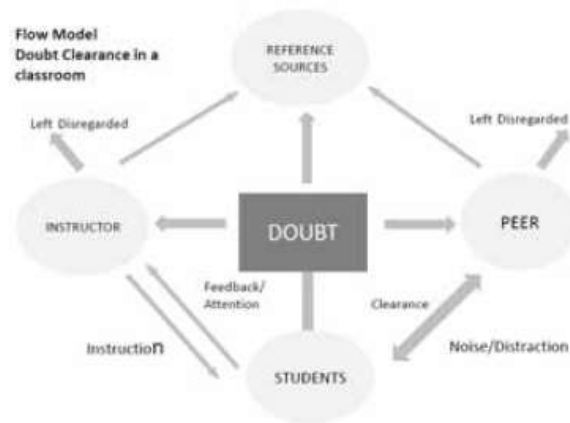 Flow Model
Doubt Clearance in a
classroom
REFERENCE
SOURCES
Left Disregarded
Left Disregarded
INSTRUCTOR
DOUBT
PEER
Feedback/
Attention
Clearance
Instruction
Noise/Distraction
STUDENTS